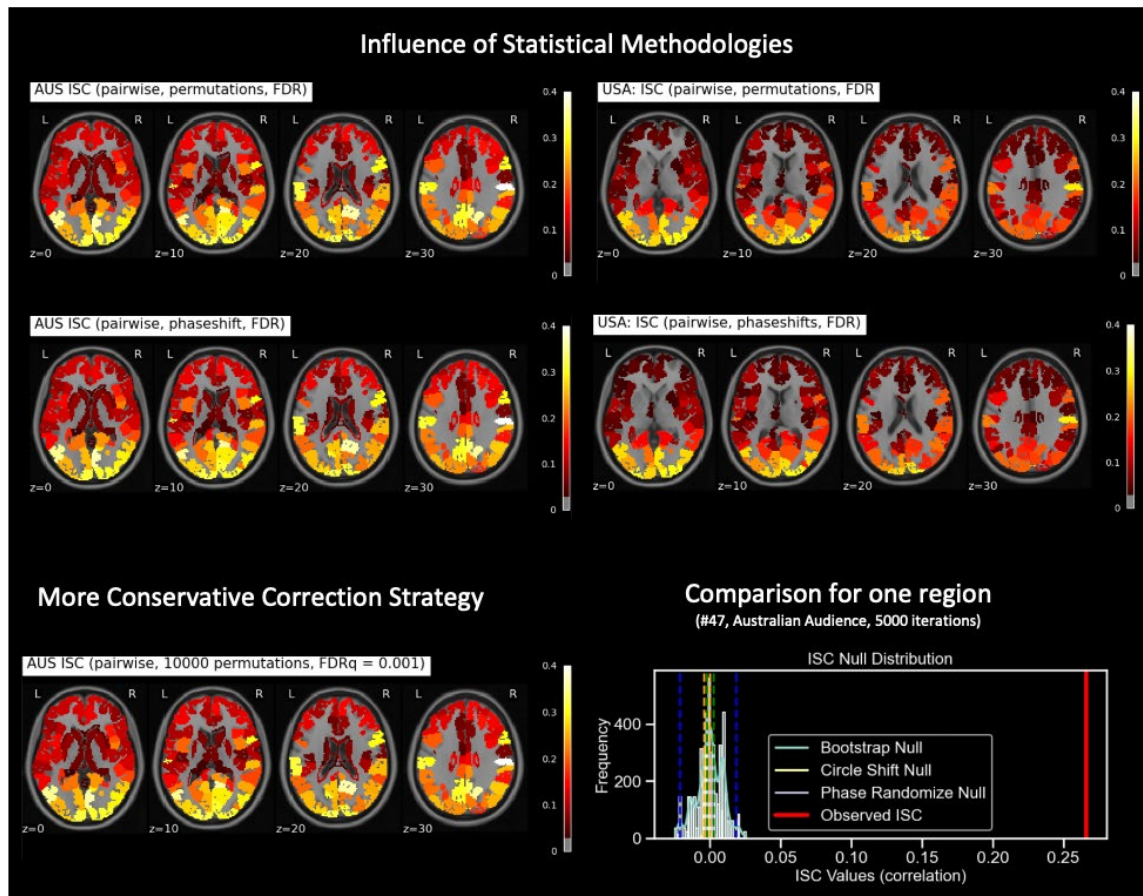 Influence of Statistical Methodologies
AUS ISC (pairwise, permutations, FDR)
L R L R L R L R
z=0 z=10 z=20 z=30
0.4
0.3
0.2
0.1
0
USA: ISC (pairwise, permutations, FDR
L R L R L R L R
z=0 z=10 z=20 z=30
0.4
0.3
0.2
0.1
0
AUS ISC (pairwise, phaseshift, FDR)
L R L R L R L R
z=0 z=10 z=20 z=30
0.4
0.3
0.2
0.1
0
USA: ISC (pairwise, phaseshifts, FDR)
L R L R L R L R
z=0 z=10 z=20 z=30
0.4
0.3
0.2
0.1
0
More Conservative Correction Strategy
AUS ISC (pairwise, 10000 permutations, FDRq = 0.001)
L R L R L R L R
z=0 z=10 z=20 z=30
0.4
0.3
0.2
0.1
0
Comparison for one region
(#47, Australian Audience, 5000 iterations)
ISC Null Distribution
Frequency
400
200
0
Bootstrap Null
Circle Shift Null
Phase Randomize Null
Observed ISC
0.00 0.05 0.10 0.15 0.20 0.25
ISC Values (correlation)